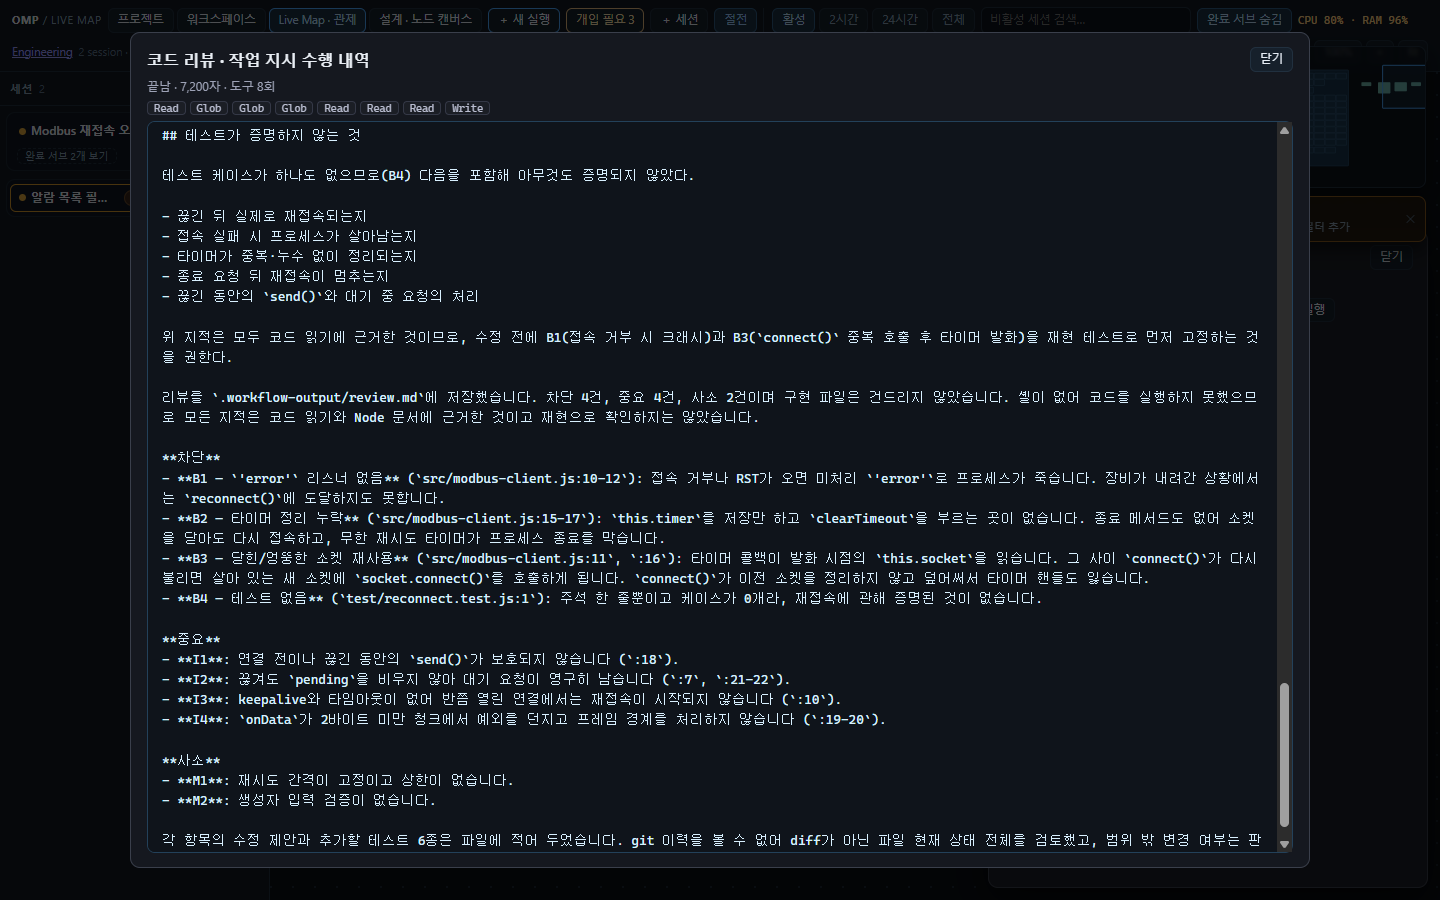 OMP / LIVE MAP 프로젝트 워크스페이스 Live Map · 관제 설계 · 노드 캔버스 + 새 실행 개입 필요 3 + 세션 절전 활성 2시간 24시간 전체 비활성 세션 검색... 완료 서브 숨김 CPU 80% · RAM 96%
Engineering 2 session ·
세션 2
Modbus 재접속 오
완료 서브 2개 보기
알람 목록 필...
필터 추가
닫기
실행
코드 리뷰 · 작업 지시 수행 내역
닫기
끝남 · 7,200자 · 도구 8회
Read Glob Glob Glob Read Read Read Write
## 테스트가 증명하지 않는 것
테스트 케이스가 하나도 없으므로(B4) 다음을 포함해 아무것도 증명되지 않았다.
- 끊긴 뒤 실제로 재접속되는지
- 접속 실패 시 프로세스가 살아남는지
- 타이머가 중복·누수 없이 정리되는지
- 종료 요청 뒤 재접속이 멈추는지
- 끊긴 동안의 `send()`와 대기 중 요청의 처리
위 지적은 모두 코드 읽기에 근거한 것이므로, 수정 전에 B1(접속 거부 시 크래시)과 B3(`connect()` 중복 호출 후 타이머 발화)을 재현 테스트로 먼저 고정하는 것
을 권한다.
리뷰를 `.workflow-output/review.md`에 저장했습니다. 차단 4건, 중요 4건, 사소 2건이며 구현 파일은 건드리지 않았습니다. 셸이 없어 코드를 실행하지 못했으므
로 모든 지적은 코드 읽기와 Node 문서에 근거한 것이고 재현으로 확인하지는 않았습니다.
**차단**
- **B1 — `'error'` 리스너 없음** (`src/modbus-client.js:10-12`): 접속 거부나 RST가 오면 미처리 `'error'`로 프로세스가 죽습니다. 장비가 내려간 상황에서
는 `reconnect()`에 도달하지도 못합니다.
- **B2 — 타이머 정리 누락** (`src/modbus-client.js:15-17`): `this.timer`를 저장만 하고 `clearTimeout`을 부르는 곳이 없습니다. 종료 메서드도 없어 소켓
을 닫아도 다시 접속하고, 무한 재시도 타이머가 프로세스 종료를 막습니다.
- **B3 — 닫힌/엉뚱한 소켓 재사용** (`src/modbus-client.js:11`, `:16`): 타이머 콜백이 발화 시점의 `this.socket`을 읽습니다. 그 사이 `connect()`가 다시
불리면 살아 있는 새 소켓에 `socket.connect()`를 호출하게 됩니다. `connect()`가 이전 소켓을 정리하지 않고 덮어써서 타이머 핸들도 잃습니다.
- **B4 — 테스트 없음** (`test/reconnect.test.js:1`): 주석 한 줄뿐이고 케이스가 0개라, 재접속에 관해 증명된 것이 없습니다.
**중요**
- **I1**: 연결 전이나 끊긴 동안의 `send()`가 보호되지 않습니다 (`:18`).
- **I2**: 끊겨도 `pending`을 비우지 않아 대기 요청이 영구히 남습니다 (`:7`, `:21-22`).
- **I3**: keepalive와 타임아웃이 없어 반쯤 열린 연결에서는 재접속이 시작되지 않습니다 (`:10`).
- **I4**: `onData`가 2바이트 미만 청크에서 예외를 던지고 프레임 경계를 처리하지 않습니다 (`:19-20`).
**사소**
- **M1**: 재시도 간격이 고정이고 상한이 없습니다.
- **M2**: 생성자 입력 검증이 없습니다.
각 항목의 수정 제안과 추가할 테스트 6종은 파일에 적어 두었습니다. git 이력을 볼 수 없어 diff가 아닌 파일 현재 상태 전체를 검토했고, 범위 밖 변경 여부는 판